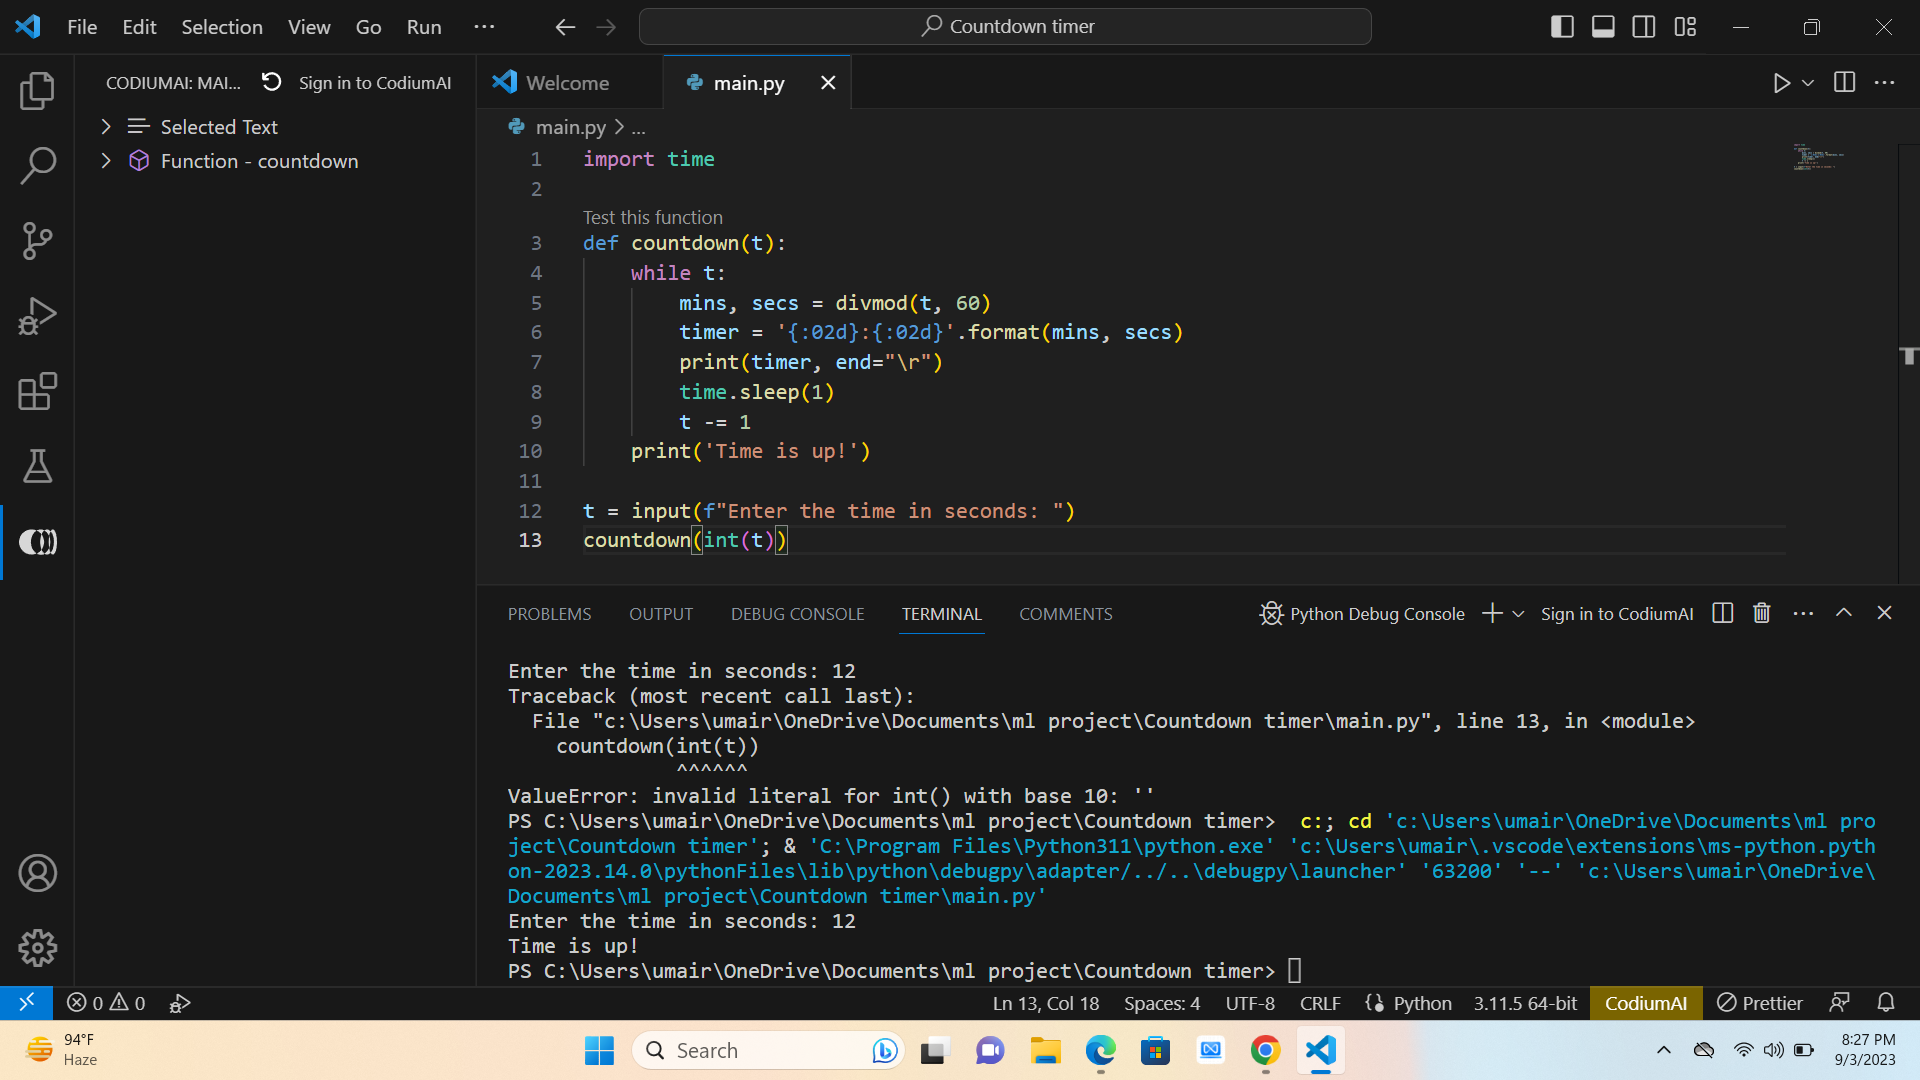 File Edit Selection View Go Run ...
Countdown timer
CODIUMAI: MAI... Sign in to CodiumAI
Selected Text
Function - countdown
Welcome main.py
main.py > ...
1 import time
2
Test this function
3 def countdown(t):
4 while t:
5 mins, secs = divmod(t, 60)
6 timer = '{:02d}:{:02d}'.format(mins, secs)
7 print(timer, end="\r")
8 time.sleep(1)
9 t -= 1
10 print('Time is up!')
11
12 t = input(f"Enter the time in seconds: ")
13 countdown(int(t))
PROBLEMS OUTPUT DEBUG CONSOLE TERMINAL COMMENTS Python Debug Console Sign in to CodiumAI
Enter the time in seconds: 12
Traceback (most recent call last):
File "c:\Users\umair\OneDrive\Documents\ml project\Countdown timer\main.py", line 13, in <module>
countdown(int(t))
^^^^^^
ValueError: invalid literal for int() with base 10: ''
PS C:\Users\umair\OneDrive\Documents\ml project\Countdown timer> c:; cd 'c:\Users\umair\OneDrive\Documents\ml pro
ject\Countdown timer'; & 'C:\Program Files\Python311\python.exe' 'c:\Users\umair\.vscode\extensions\ms-python.pyth
on-2023.14.0\pythonFiles\lib\python\debugpy\adapter/../..\debugpy\launcher' '63200' '--' 'c:\Users\umair\OneDrive\
Documents\ml project\Countdown timer\main.py'
Enter the time in seconds: 12
Time is up!
PS C:\Users\umair\OneDrive\Documents\ml project\Countdown timer>
0 0 Ln 13, Col 18 Spaces: 4 UTF-8 CRLF Python 3.11.5 64-bit CodiumAI Prettier
94°F
Haze
Search
8:27 PM
9/3/2023